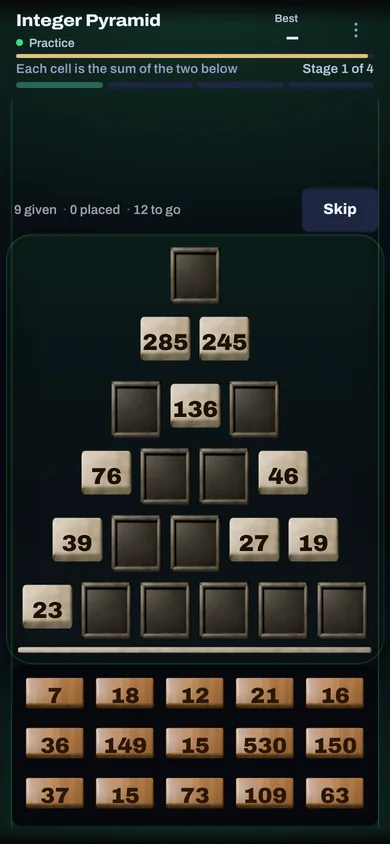 Integer Pyramid
Best
Practice
–
Each cell is the sum of the two below
Stage 1 of 4
9 given · 0 placed · 12 to go
Skip
285 245
136
76 46
39 27 19
23
7 18 12 21 16
36 149 15 530 150
37 15 73 109 63